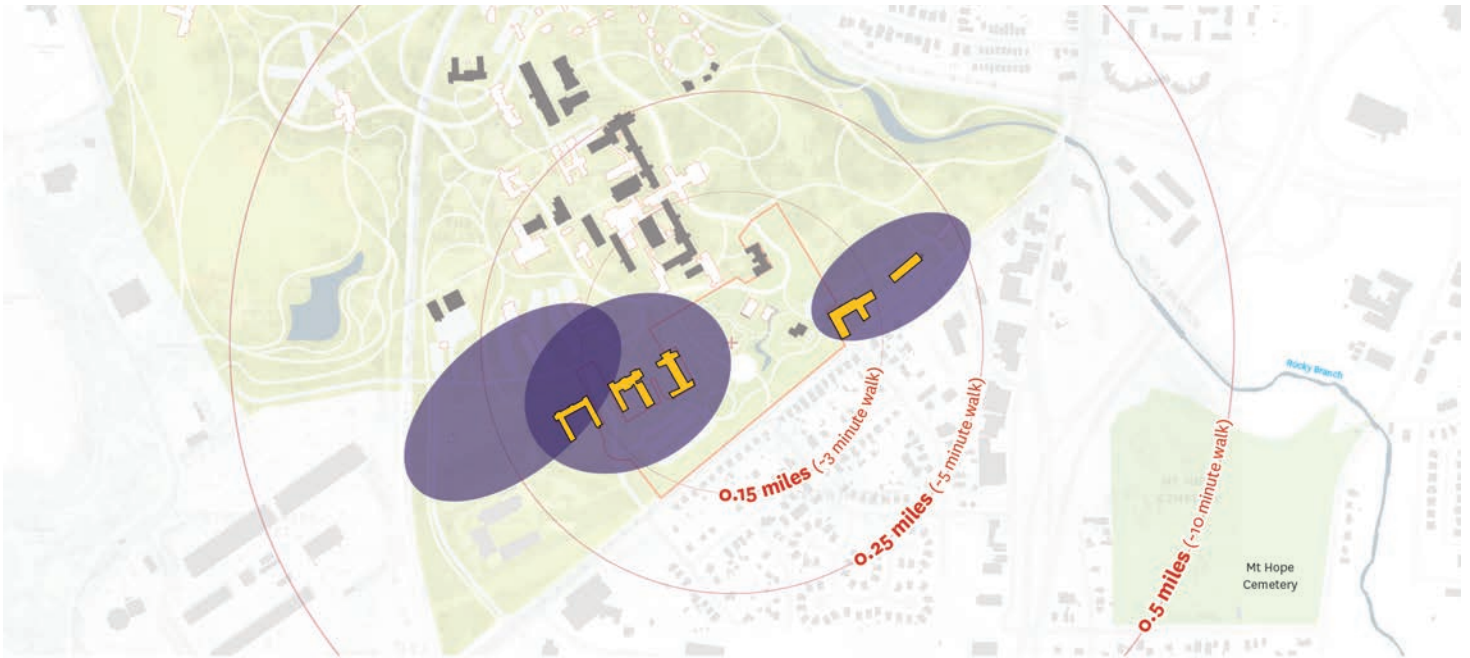 Rocky Branch
0.15 miles (~3 minute walk)
0.25 miles (~5 minute walk)
0.5 miles (~10 minute walk)
Mt Hope
Cemetery